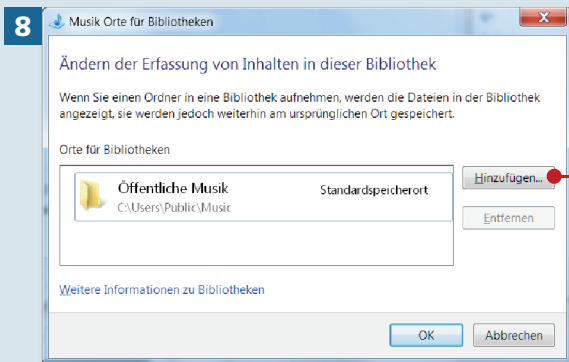 8
Musik Orte für Bibliotheken
Ändern der Erfassung von Inhalten in dieser Bibliothek
Wenn Sie einen Ordner in eine Bibliothek aufnehmen, werden die Dateien in der Bibliothek
angezeigt, sie werden jedoch weiterhin am ursprünglichen Ort gespeichert.
Orte für Bibliotheken
Öffentliche Musik Standardspeicherort
C:\Users\Public\Music
Hinzufügen...
Entfernen
Weitere Informationen zu Bibliotheken
OK Abbrechen